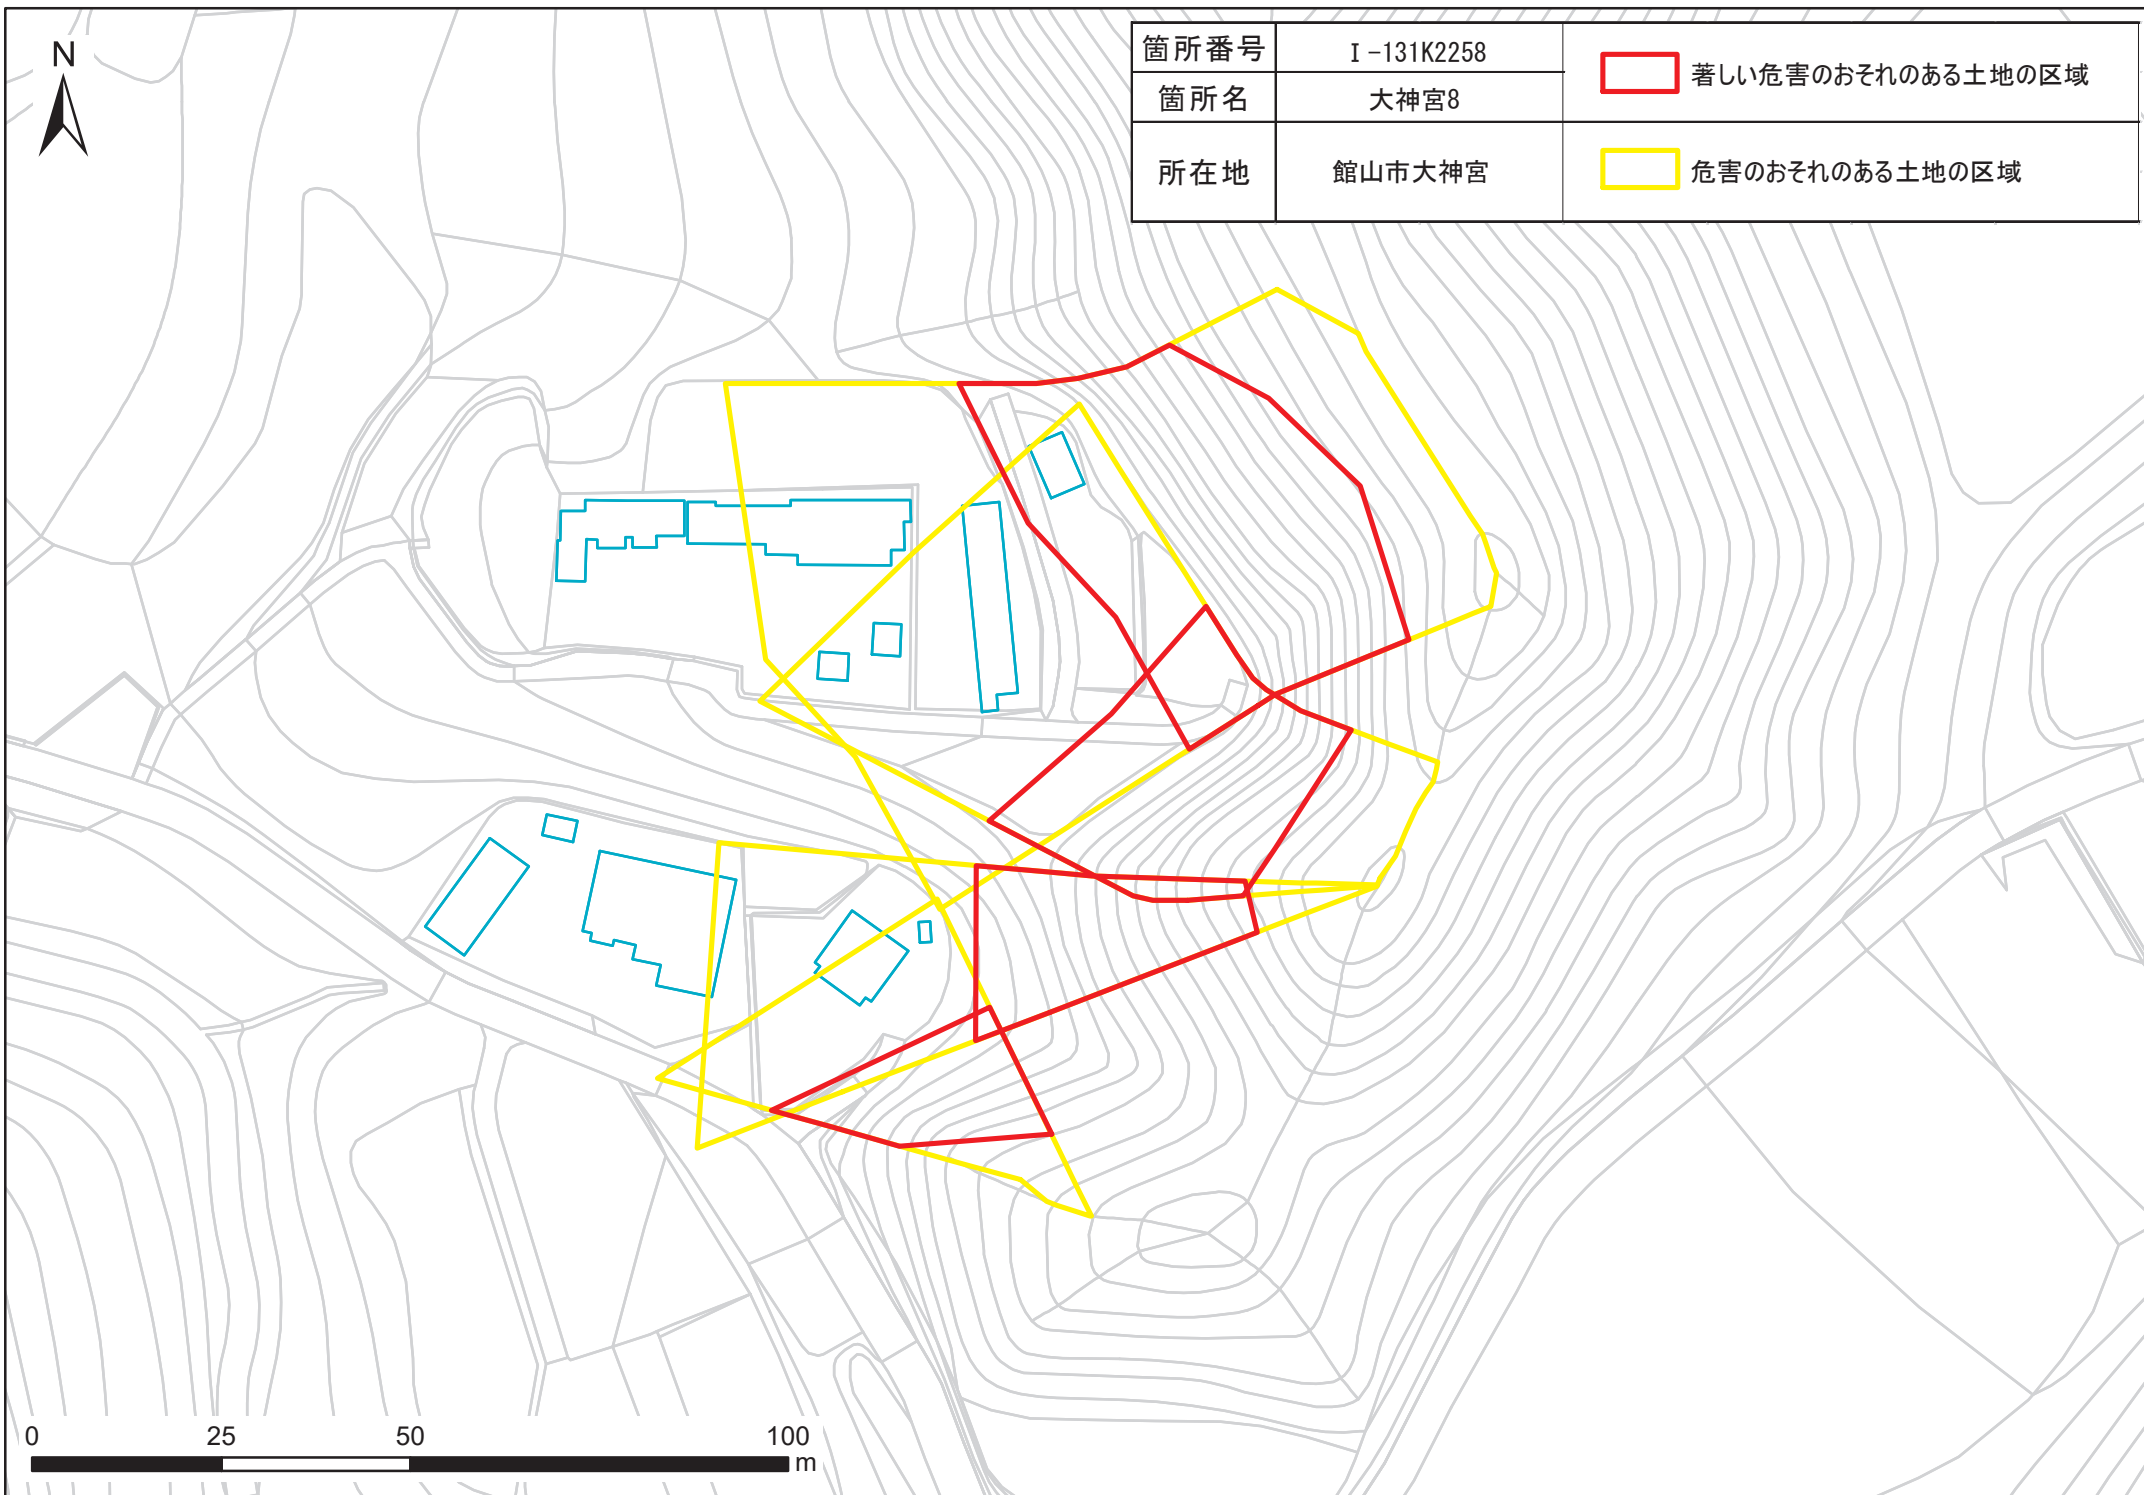 N
箇所番号 Ⅰ-131K2258
箇所名 大神宮8
所在地 館山市大神宮
著しい危害のおそれのある土地の区域
危害のおそれのある土地の区域
0 25 50 100
m